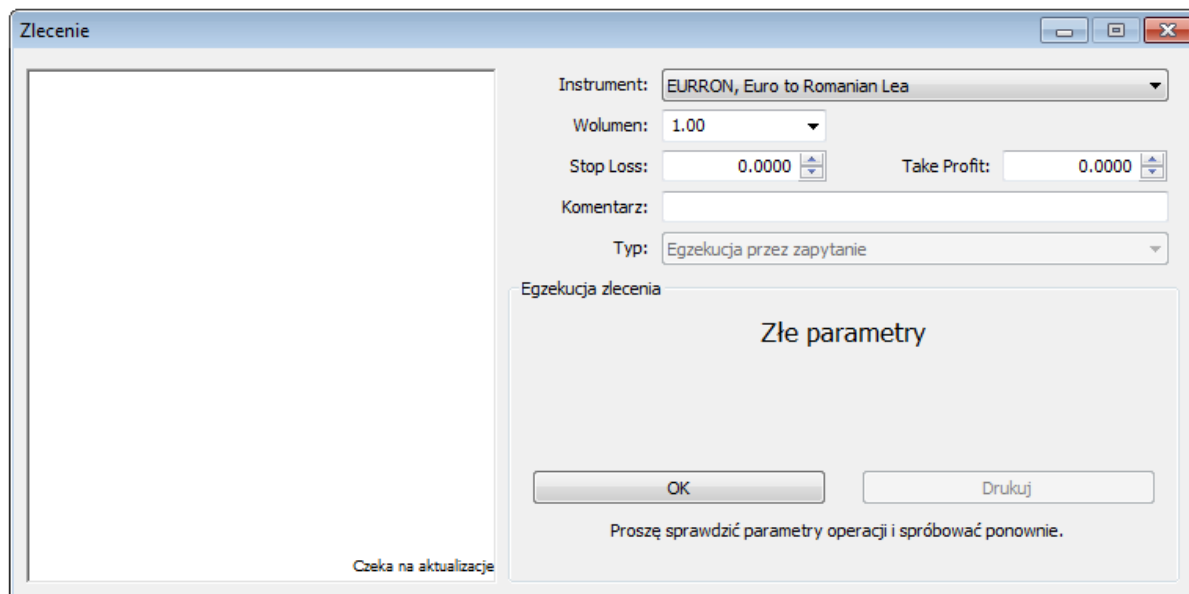 Zlecenie
Instrument: EURRON, Euro to Romanian Lea
Wolumen: 1.00
Stop Loss: 0.0000 Take Profit: 0.0000
Komentarz:
Typ: Egzekucja przez zapytanie
Egzekucja zlecenia
Złe parametry
OK Drukuj
Proszę sprawdzić parametry operacji i spróbować ponownie.
Czeka na aktualizacje